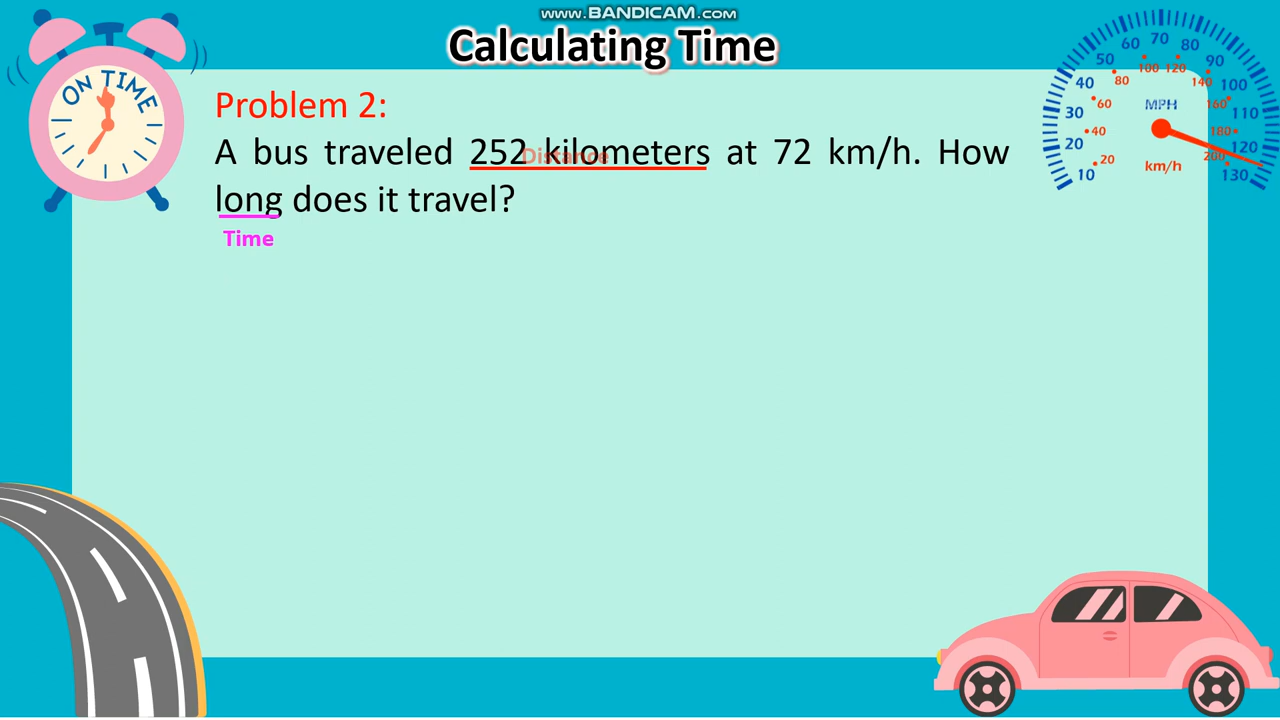 www.BANDICAM.com
Calculating Time
ON TIME
Problem 2:
A bus traveled 252 kilometers at 72 km/h. How
Distance
long does it travel?
Time
10
20
30
40
50
60
70
80
90
100
110
120
130
20
40
60
80
100
120
140
160
180
200
MPH
km/h